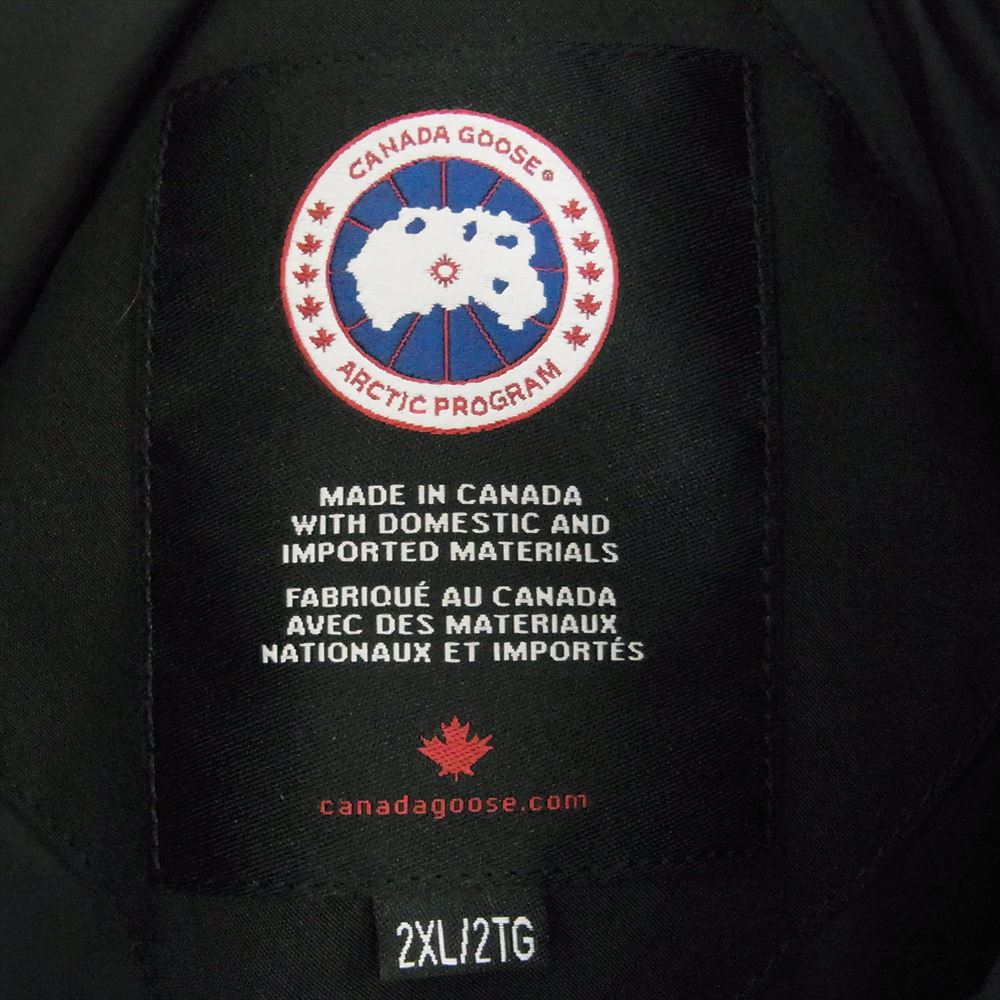 CANADA GOOSE®
ARCTIC PROGRAM
MADE IN CANADA
WITH DOMESTIC AND
IMPORTED MATERIALS
FABRIQUÉ AU CANADA
AVEC DES MATERIAUX
NATIONAUX ET IMPORTÉS
canadagoose.com
2XL/2TG